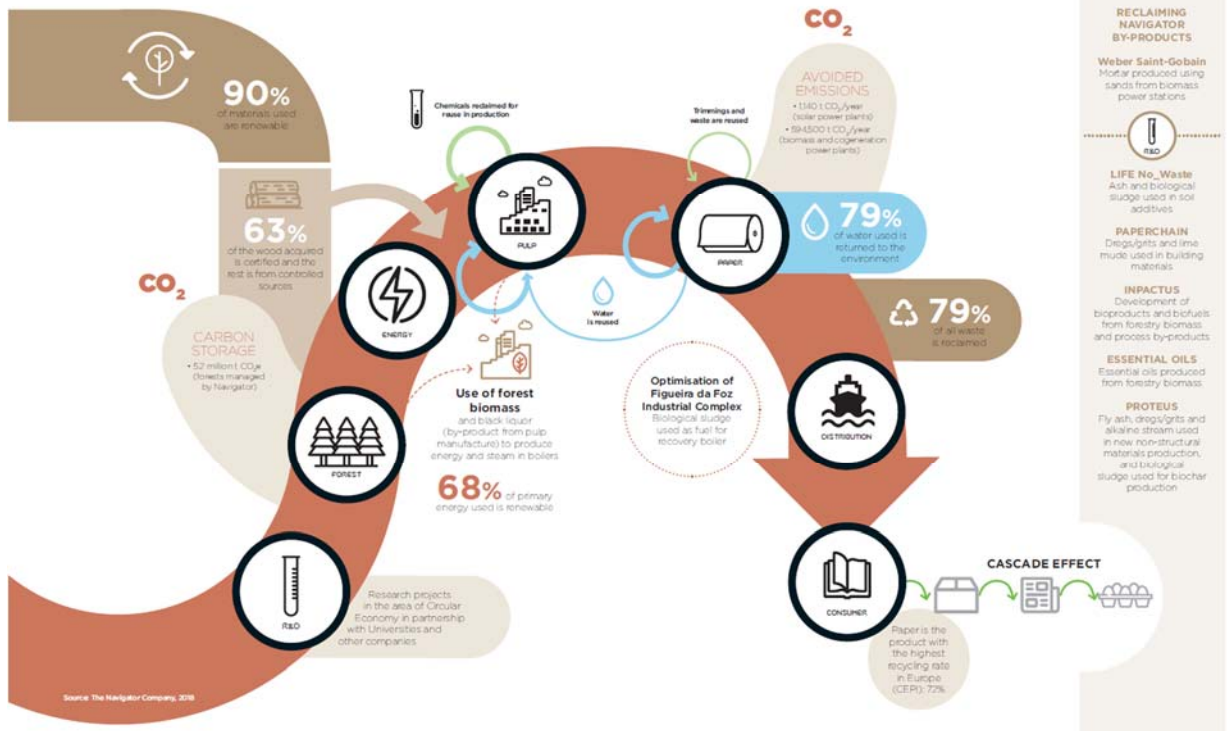 90%
of materials used
are renewable
63%
of the wood acquired
is certified and the
rest is from controlled
sources
CO2
CARBON
STORAGE
• 5.2 million t CO2e
(forests managed
by Navigator)
Chemicals reclaimed for
reuse in production
PULP
ENERGY
FOREST
R&D
Research projects
in the area of Circular
Economy in partnership
with Universities and
other companies
Use of forest
biomass
and black liquor
(by-product from pulp
manufacture) to produce
energy and steam in boilers
68% of primary
energy used is renewable
Water
is reused
Trimmings and
waste are reused
PAPER
CO2
AVOIDED
EMISSIONS
• 1,140 t CO2/year
(solar power plants)
• 594,500 t CO2/year
(biomass and cogeneration
power plants)
79%
of water used is
returned to the
environment
79%
of all waste
is reclaimed
Optimisation of
Figueira da Foz
Industrial Complex
Biological sludge
used as fuel for
recovery boiler
DISTRIBUTION
CONSUMER
CASCADE EFFECT
Paper is the
product with
the highest
recycling rate
in Europe
(CEPI): 72%
RECLAIMING
NAVIGATOR
BY-PRODUCTS
Weber Saint-Gobain
Mortar produced using
sands from biomass
power stations
R&D
LIFE No_Waste
Ash and biological
sludge used in soil
additives
PAPERCHAIN
Dregs/grits and lime
mude used in building
materials
INPACTUS
Development of
bioproducts and biofuels
from forestry biomass
and process by-products
ESSENTIAL OILS
Essential oils produced
from forestry biomass
PROTEUS
Fly ash, dregs/grits and
alkaline stream used
in new non-structural
materials production,
and biological
sludge used for biochar
production
Source: The Navigator Company, 2018